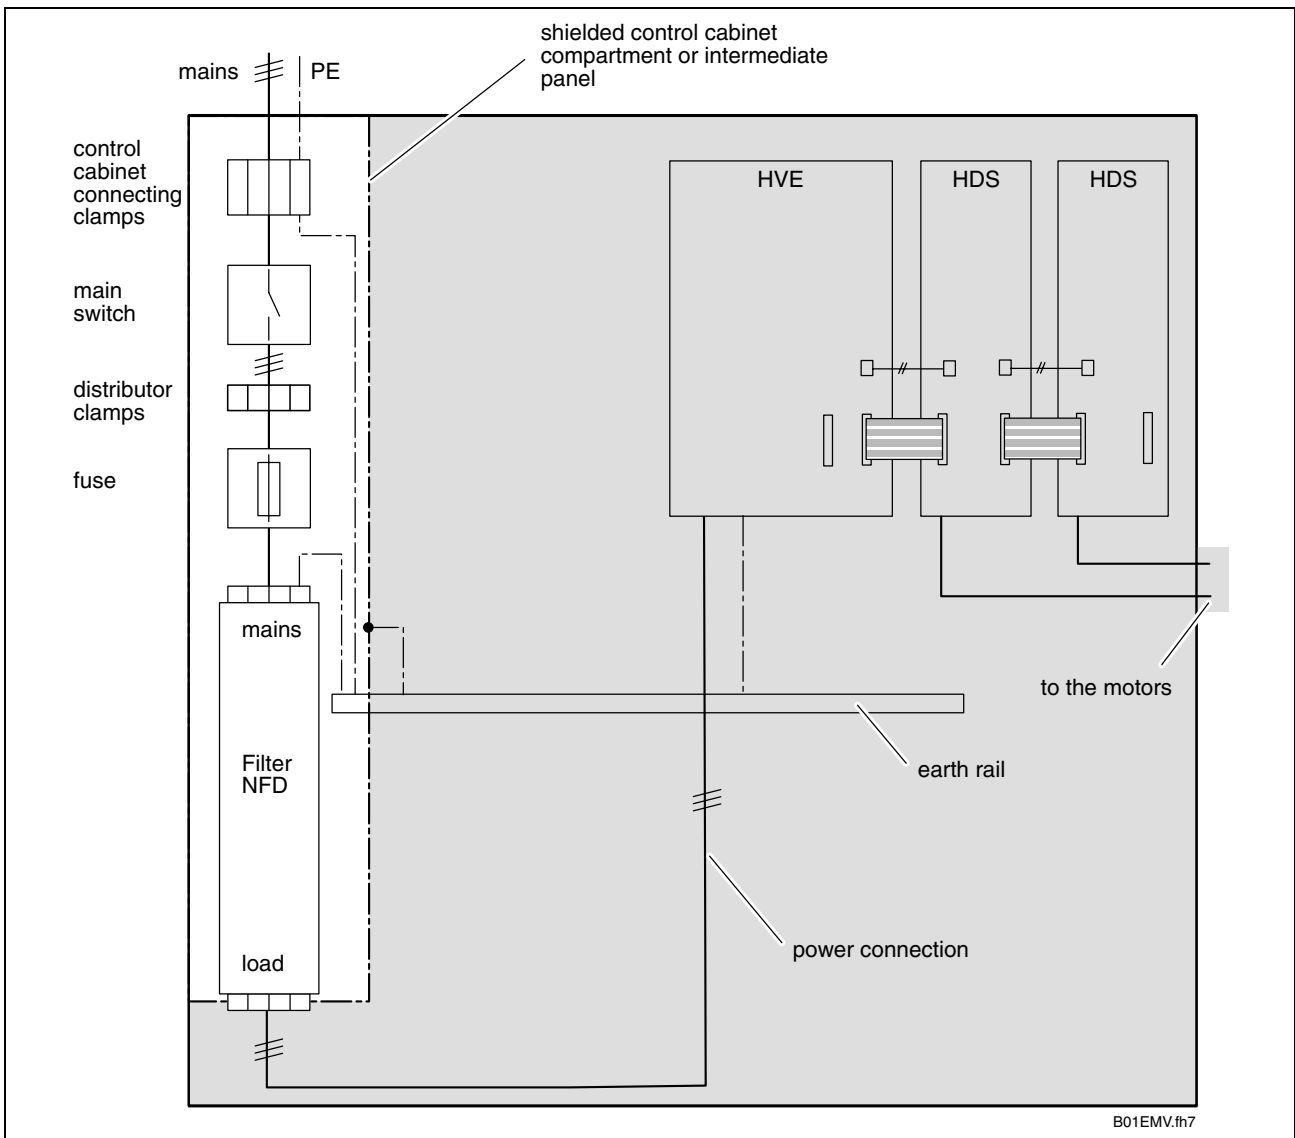 shielded control cabinet
compartment or intermediate
panel
mains
PE
control
cabinet
connecting
clamps
HVE
HDS
HDS
main
switch
distributor
clamps
fuse
mains
to the motors
Filter
NFD
earth rail
power connection
load
B01EMV.fh7